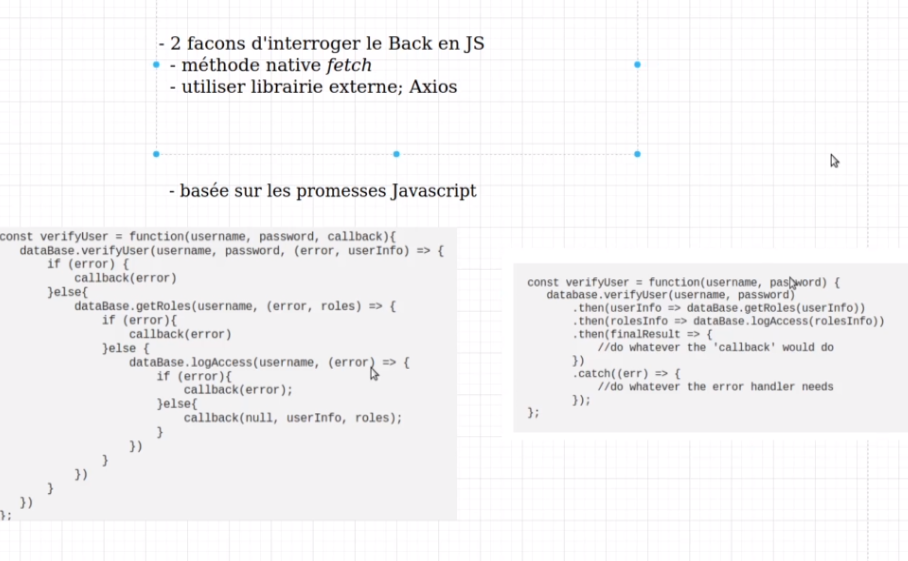 - 2 facons d'interroger le Back en JS
- méthode native fetch
- utiliser librairie externe; Axios
- basée sur les promesses Javascript
const verifyUser = function(username, password, callback){
dataBase.verifyUser(username, password, (error, userInfo) => {
if (error) {
callback(error)
}else{
dataBase.getRoles(username, (error, roles) => {
if (error){
callback(error)
}else {
dataBase.logAccess(username, (error) => {
if (error){
callback(error);
}else{
callback(null, userInfo, roles);
}
})
}
})
}
})
};
const verifyUser = function(username, password) {
database.verifyUser(username, password)
.then(userInfo => dataBase.getRoles(userInfo))
.then(rolesInfo => dataBase.logAccess(rolesInfo))
.then(finalResult => {
//do whatever the 'callback' would do
})
.catch((err) => {
//do whatever the error handler needs
});
};